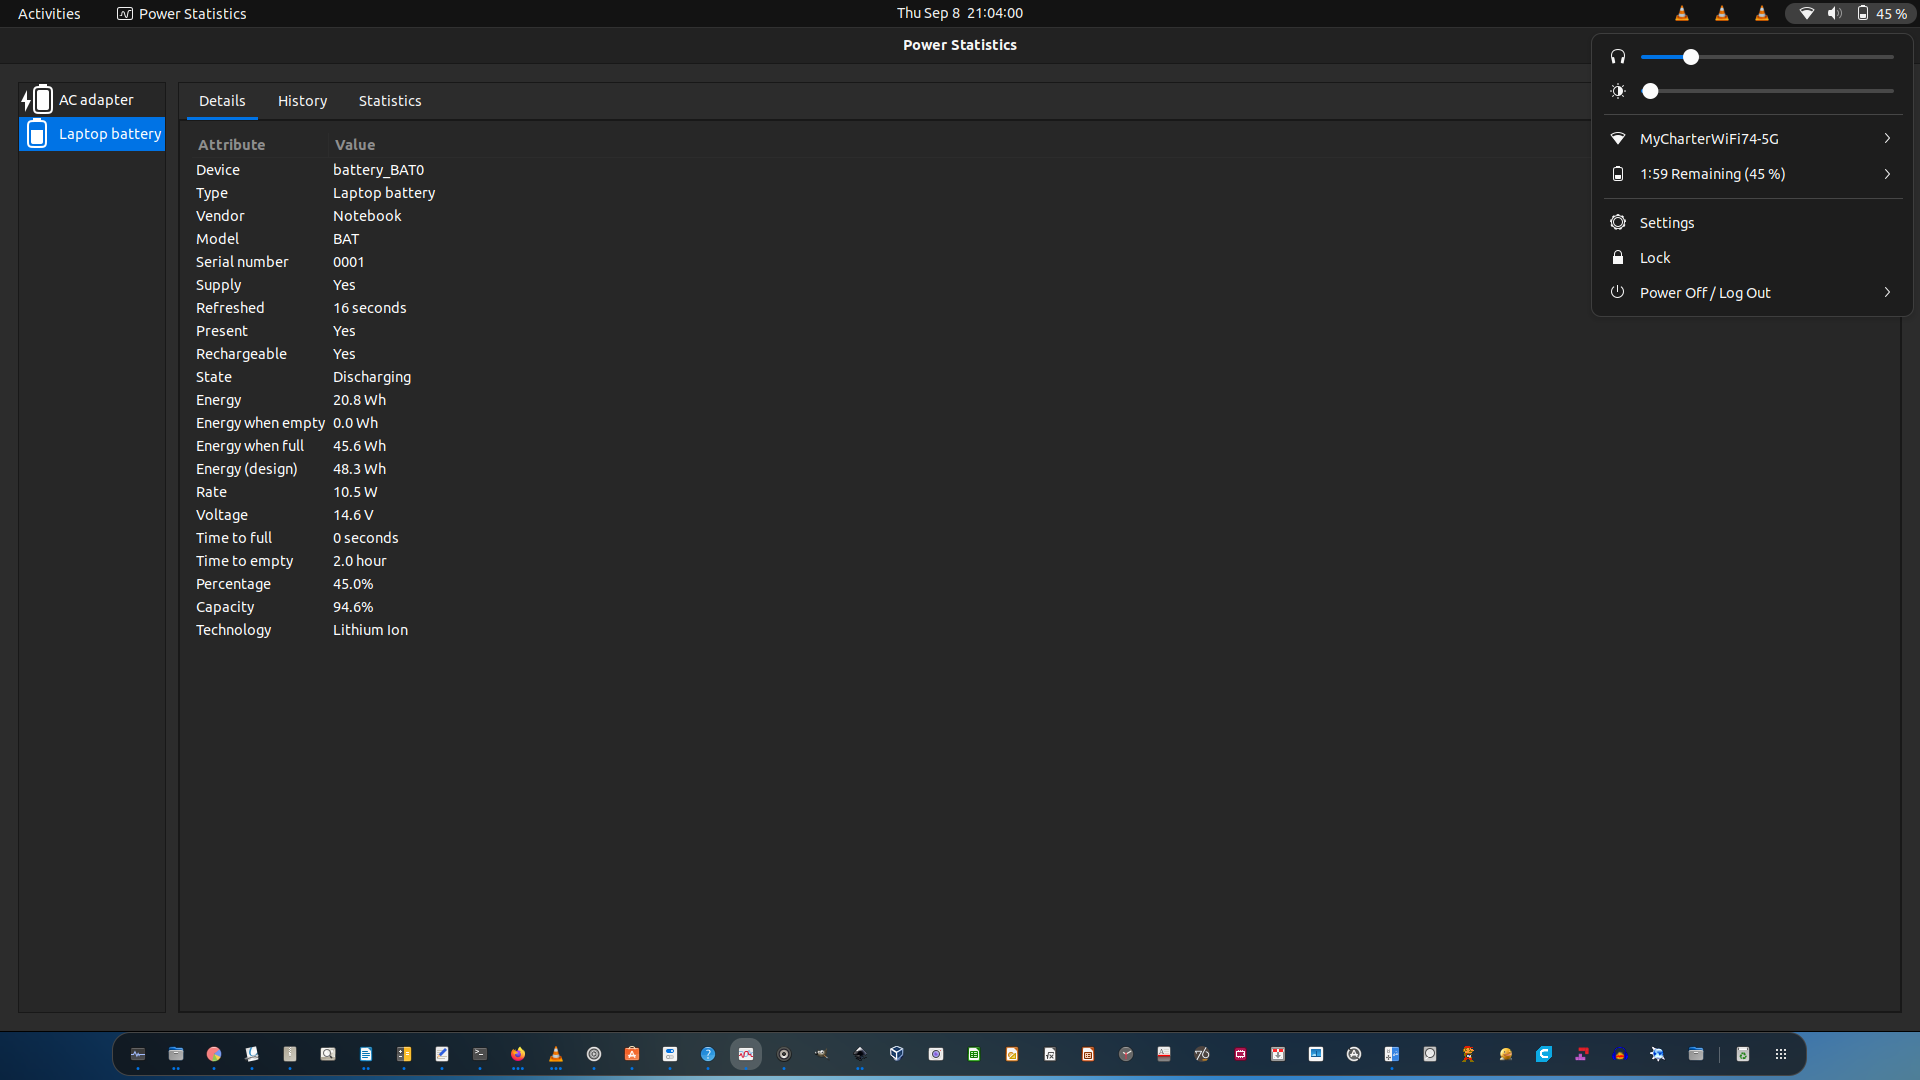 Activities Power Statistics Thu Sep 8 21:04:00 45 %
Power Statistics
AC adapter
Laptop battery
Details History Statistics
Attribute Value
Device battery_BAT0
Type Laptop battery
Vendor Notebook
Model BAT
Serial number 0001
Supply Yes
Refreshed 16 seconds
Present Yes
Rechargeable Yes
State Discharging
Energy 20.8 Wh
Energy when empty 0.0 Wh
Energy when full 45.6 Wh
Energy (design) 48.3 Wh
Rate 10.5 W
Voltage 14.6 V
Time to full 0 seconds
Time to empty 2.0 hour
Percentage 45.0%
Capacity 94.6%
Technology Lithium Ion
MyCharterWiFi74-5G
1:59 Remaining (45 %)
Settings
Lock
Power Off / Log Out
76